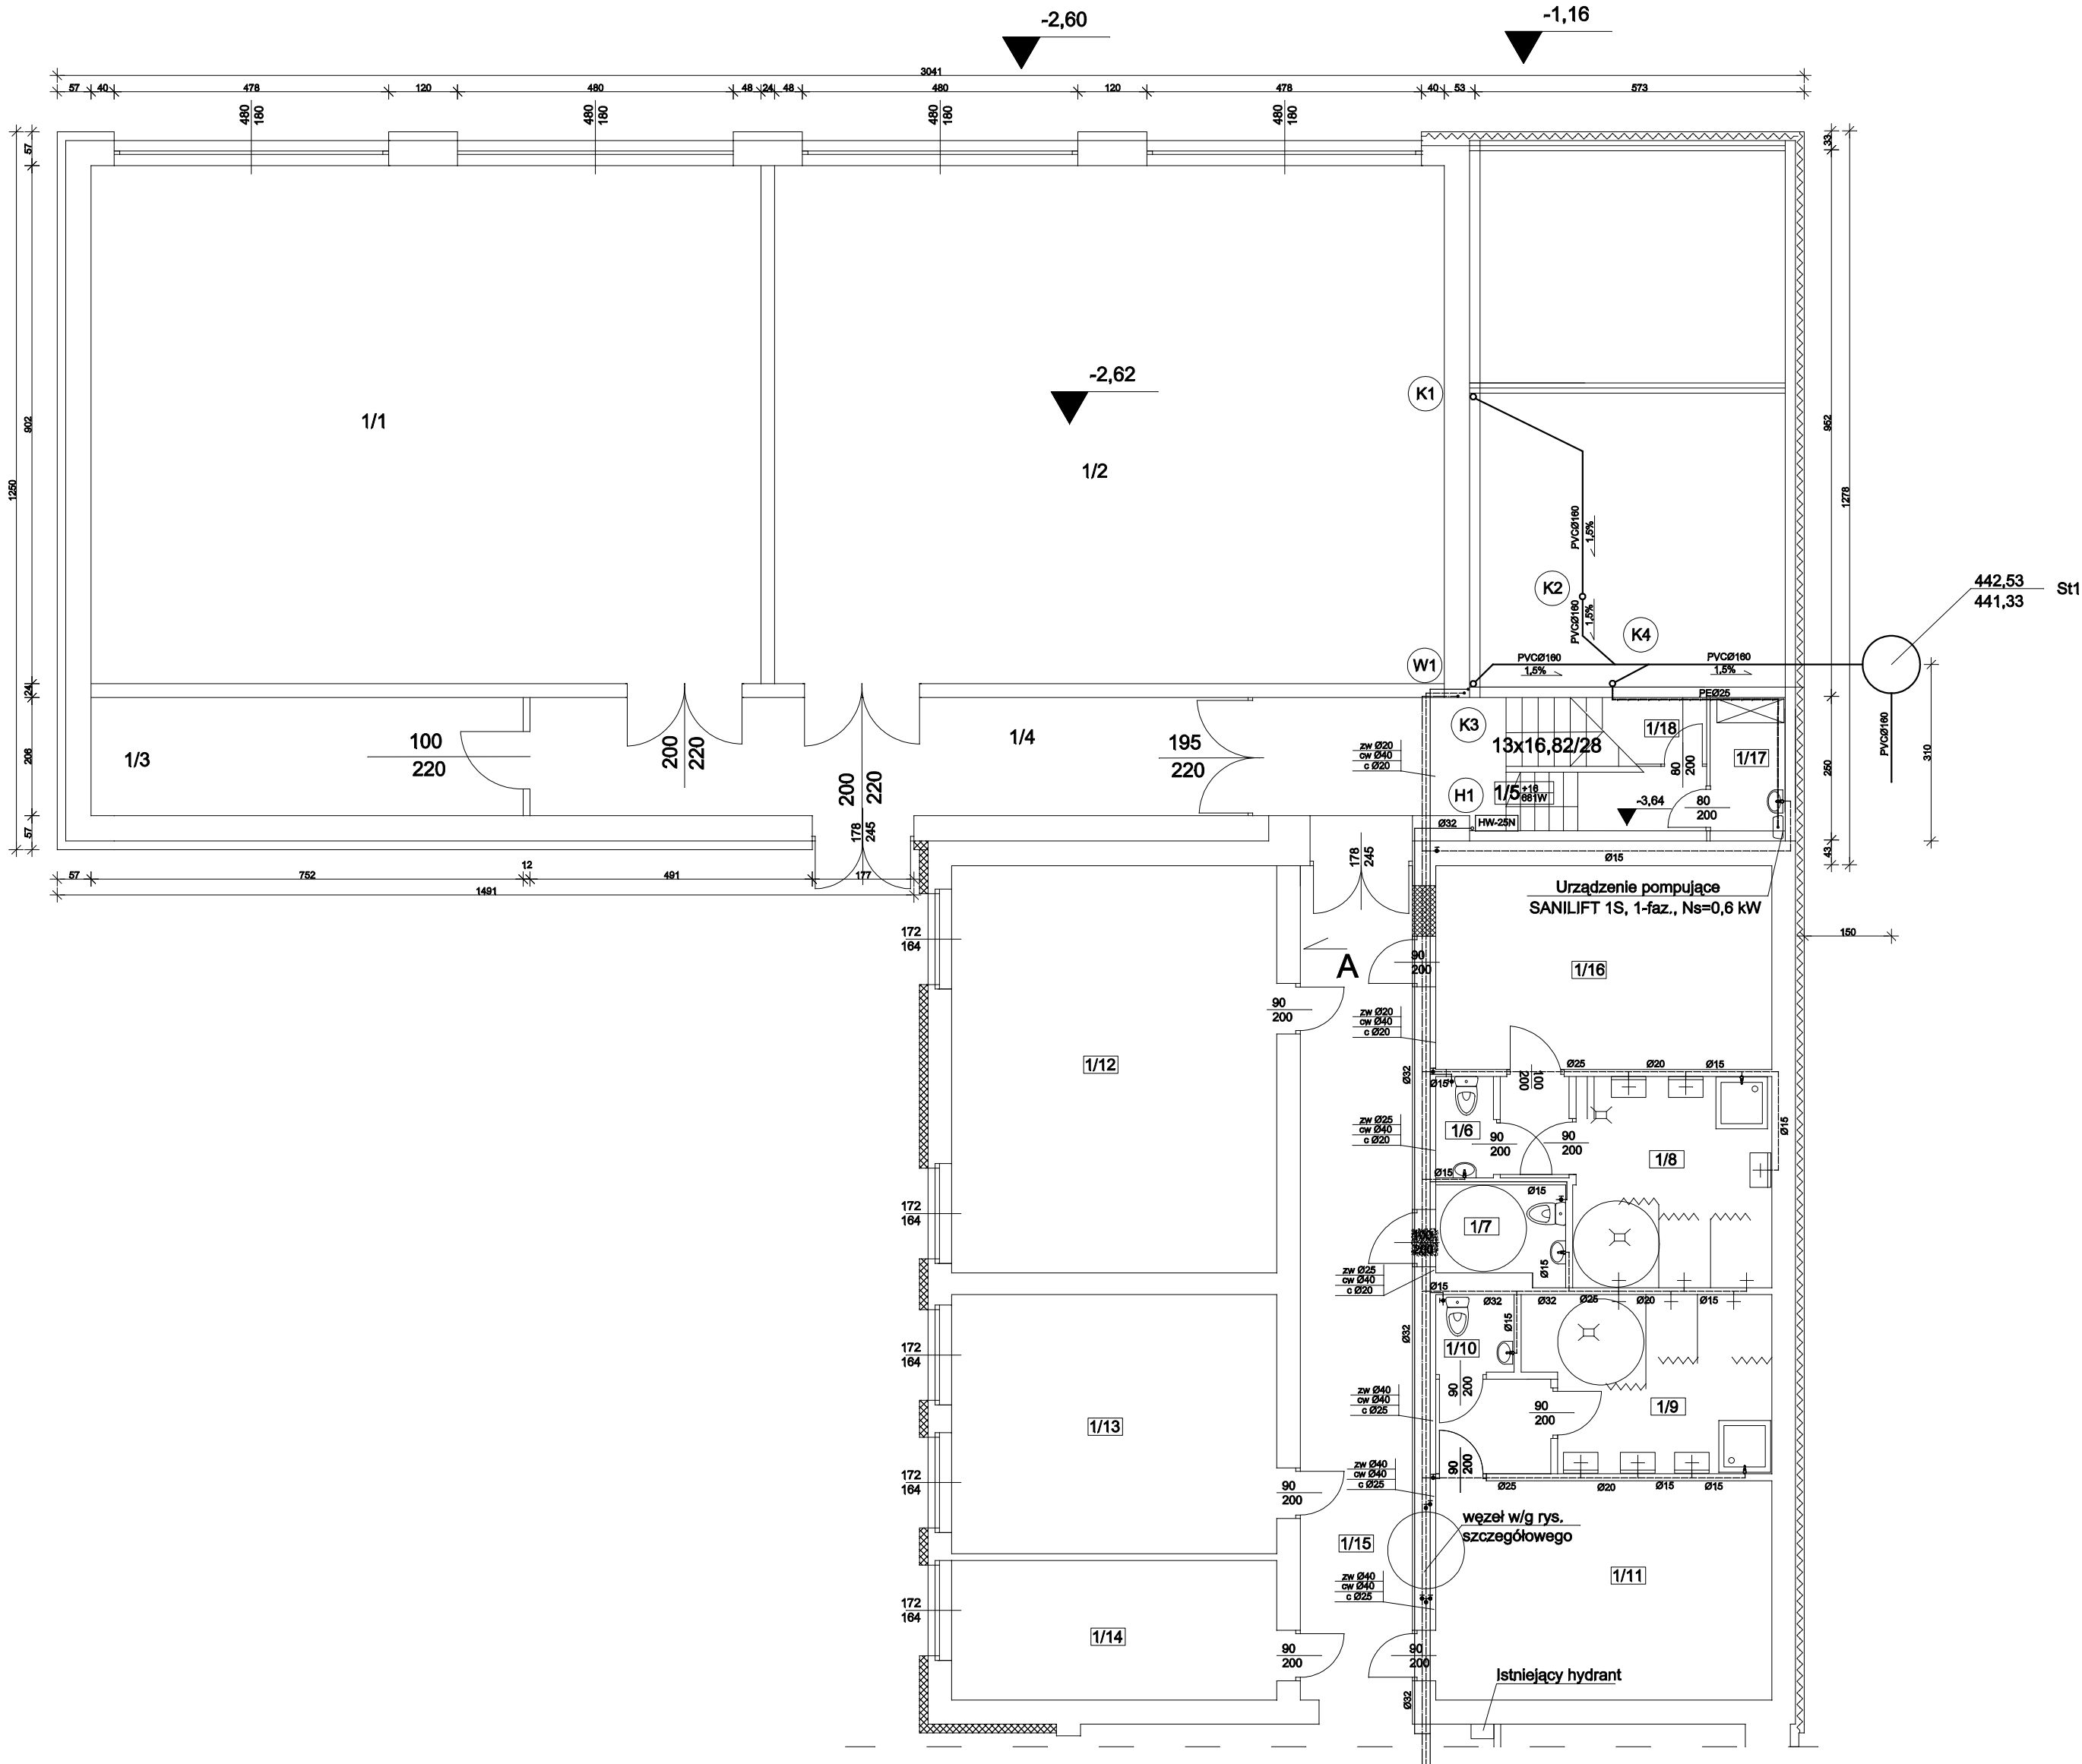 -2,60
-1,16
3041
57
40
478
120
480
48
24
48
480
120
478
40
53
573
480
180
480
180
480
180
480
180
57
902
24
206
57
1250
33
952
250
43
1278
310
150
1/1
-2,62
1/2
K1
PVCØ160
1,5%
K2
PVCØ160
1,5%
K4
442,53
441,33
St1
W1
PVCØ160
1,5%
PVCØ160
1,5%
PEØ25
PVCØ160
1/3
100
220
200
220
200
220
1/4
195
220
zw Ø20
cw Ø40
c Ø20
K3
13x16,82/28
1/18
80
200
1/17
H1
1/5
+16
661W
-3,64
80
200
Ø32
HW-25N
Ø15
178
245
178
245
57
752
12
491
177
1491
Urządzenie pompujące
SANILIFT 1S, 1-faz., Ns=0,6 kW
172
164
A
90
200
1/16
90
200
zw Ø20
cw Ø40
c Ø20
1/12
Ø32
Ø15
100
200
Ø25
Ø20
Ø15
zw Ø25
cw Ø40
c Ø20
1/6
90
200
90
200
Ø15
1/8
Ø15
Ø15
172
164
1/7
Ø15
zw Ø25
cw Ø40
c Ø20
Ø15
Ø32
Ø32
Ø25
Ø20
Ø15
Ø32
Ø15
172
164
1/10
90
200
zw Ø40
cw Ø40
c Ø25
90
200
1/9
1/13
172
164
90
200
zw Ø40
cw Ø40
c Ø25
90
200
Ø25
Ø20
Ø15
Ø15
węzeł w/g rys.
szczegółowego
1/15
1/11
zw Ø40
cw Ø40
c Ø25
172
164
1/14
90
200
90
200
Ø32
Istniejący hydrant